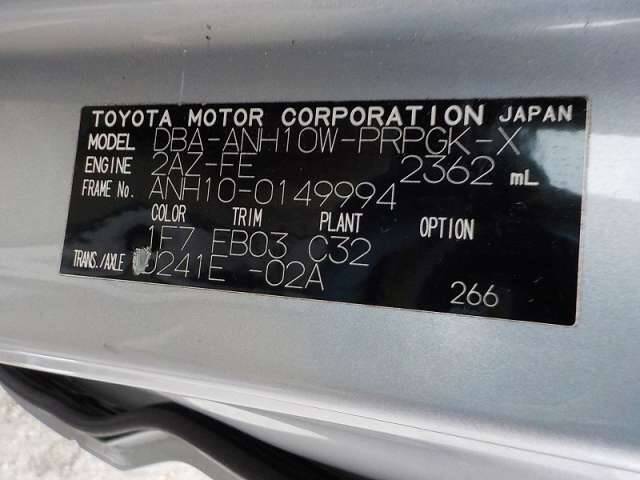 TOYOTA MOTOR CORPORATION JAPAN
MODEL DBA-ANH10W-PRPGK-X
ENGINE 2AZ-FE 2362 mL
FRAME No. ANH10-0149994
COLOR TRIM PLANT OPTION
1F7 FB03 C32
TRANS./AXLE U241E -02A
266